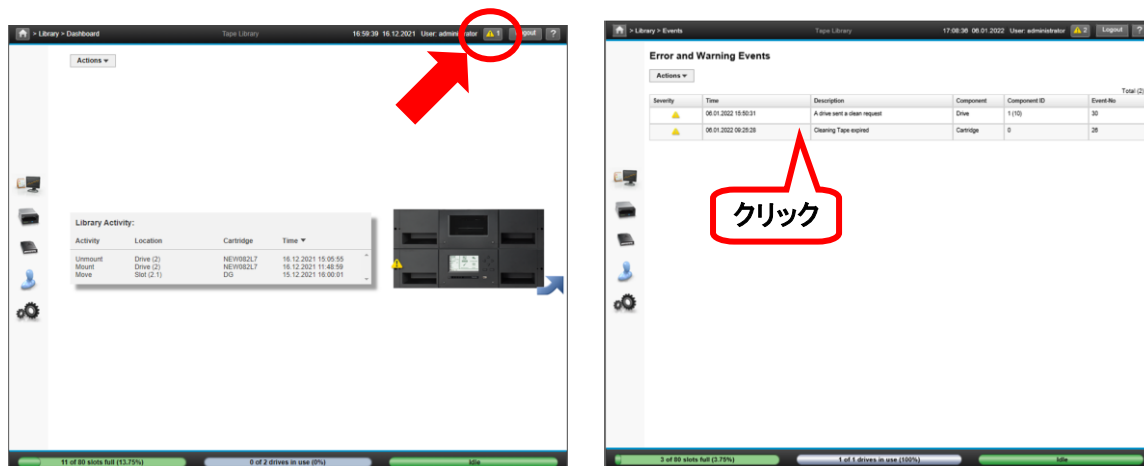 > Library > Dashboard
Tape Library
16:59:39 16.12.2021 User: administrator
1
Logout
?
Actions
Library Activity:
Activity Location Cartridge Time
Unmount Drive (2) NEW082L7 16.12.2021 15:05:55
Mount Drive (2) NEW082L7 16.12.2021 11:48:59
Move Slot (2.1) DG 15.12.2021 16:00:01
11 of 80 slots full (13.75%)
0 of 2 drives in use (0%)
Idle
> Library > Events
Tape Library
17:08:36 06.01.2022 User: administrator
2
Logout
?
Error and Warning Events
Actions
Total (2)
Severity Time Description Component Component ID Event-No
06.01.2022 15:50:31 A drive sent a clean request Drive 1 (10) 30
06.01.2022 09:28:28 Cleaning Tape expired Cartridge 0 26
クリック
3 of 80 slots full (3.75%)
1 of 1 drives in use (100%)
Idle